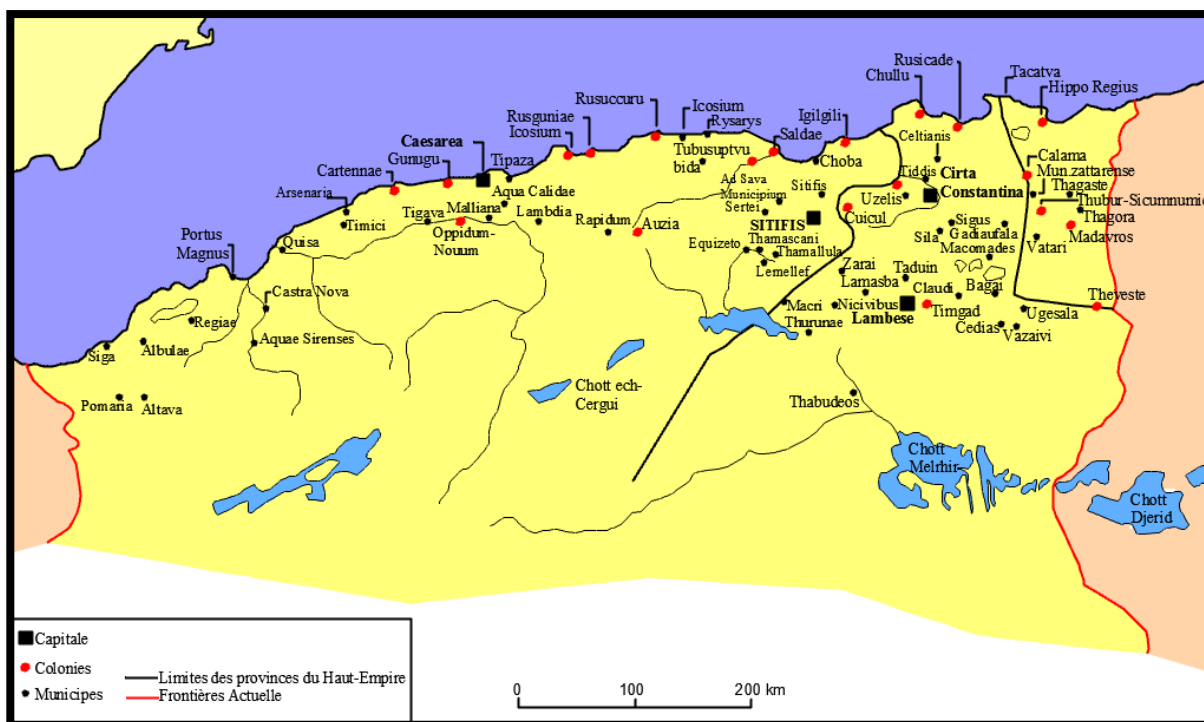 Rusicade
Chullu
Tacatva
Hippo Regius
Rusuccuru
Icosium
Rysarys
Igilgili
Saldae
Rusguniae
Icosium
Caesarea
Gunugu
Tipaza
Cartennae
Arsenaria
Timici
Aqua Calidae
Malliana
Tigava
Oppidum-
Nouum
Lambdia
Rapidum
Auzia
Tubusuptvu
bida
Ad Sava
Municipium
Sertei
Choba
Sitifis
SITIFIS
Celtianis
Tiddis
Cirta
Constantina
Uzelis
Cuicul
Calama
Mun.zattarense
Thagaste
Thubur-Sicumnumic
Thagora
Madavros
Vatari
Sigus
Gadiaufala
Sila
Macomades
Equizeto
Thamascani
Thamallula
Lemellef
Zarai
Lamasba
Taduin
Claudi
Bagai
Macri
Nicivibus
Lambese
Timgad
Thurunae
Cedias
Vazaivi
Ugesala
Theveste
Portus
Magnus
Quisa
Castra Nova
Regiae
Aquae Sirenses
Siga
Albulae
Pomaria
Altava
Chott ech-
Cergui
Thabudeos
Chott
Melrhir
Chott
Djerid
Capitale
Colonies
Municipes
Limites des provinces du Haut-Empire
Frontières Actuelle
0 100 200 km